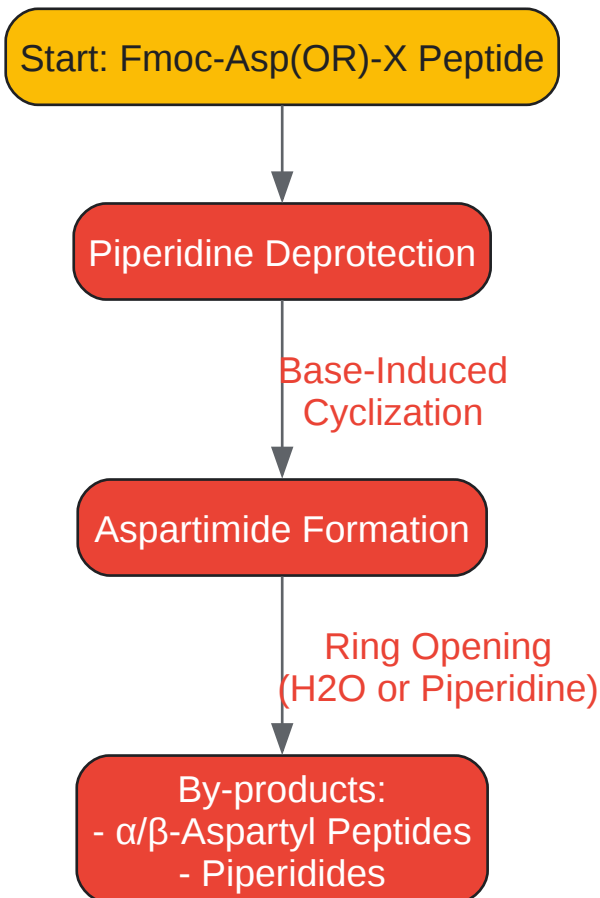 Start: Fmoc-Asp(OR)-X Peptide
Piperidine Deprotection
Base-Induced
Cyclization
Aspartimide Formation
Ring Opening
(H2O or Piperidine)
By-products:
- α/β-Aspartyl Peptides
- Piperidides